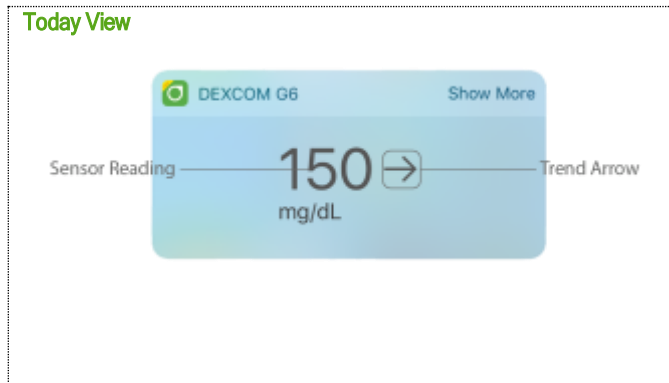 Today View
DEXCOM G6 Show More
Sensor Reading 150 Trend Arrow
mg/dL